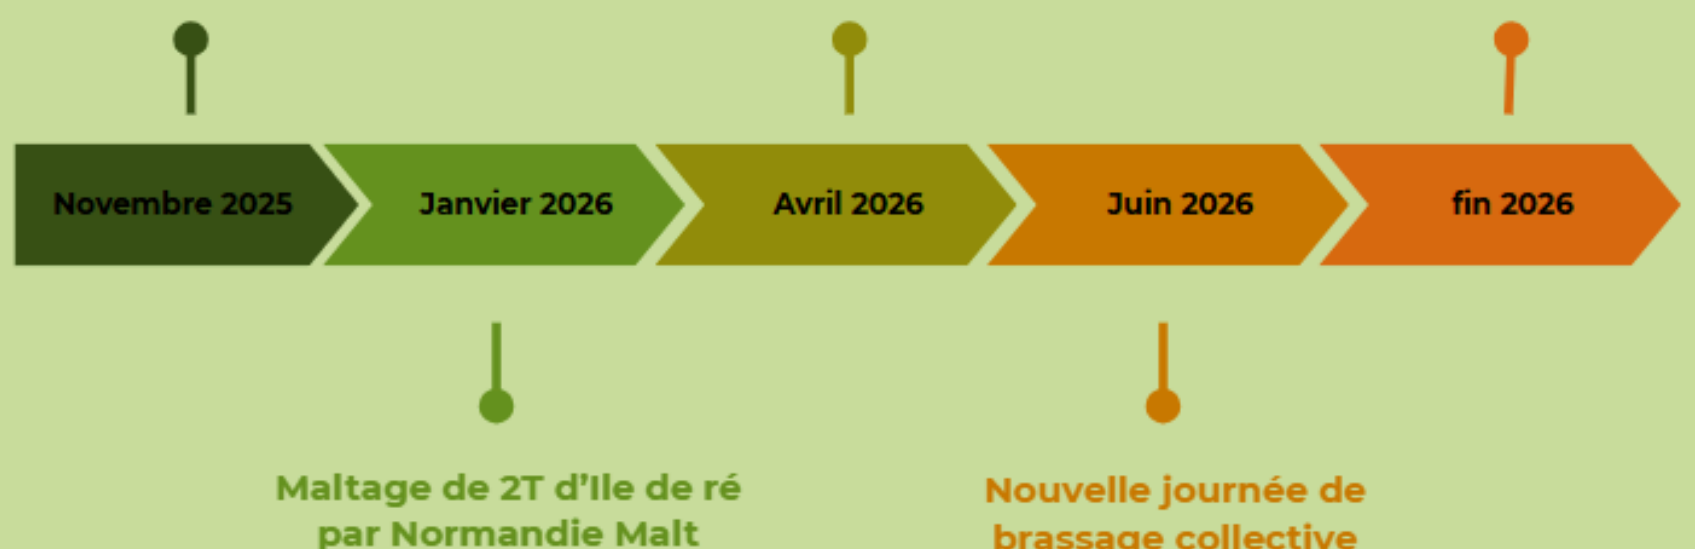 Novembre 2025
Janvier 2026
Avril 2026
Juin 2026
fin 2026
Maltage de 2T d'Ile de ré
par Normandie Malt
Nouvelle journée de
brassage collective